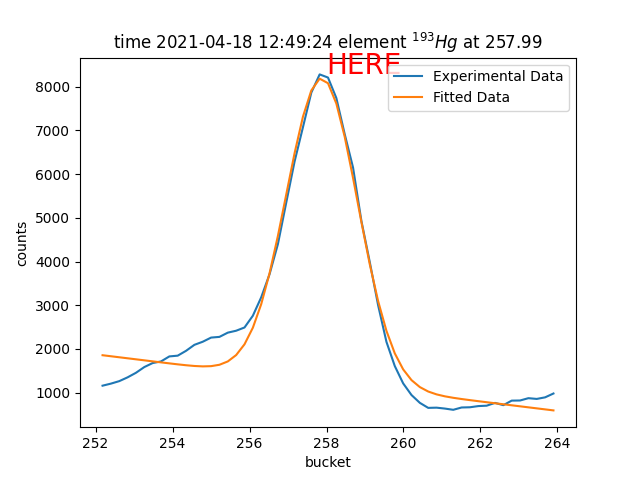 time 2021-04-18 12:49:24 element ¹⁹³Hg at 257.99
HERE
Experimental Data
Fitted Data
counts
8000
7000
6000
5000
4000
3000
2000
1000
252 254 256 258 260 262 264
bucket